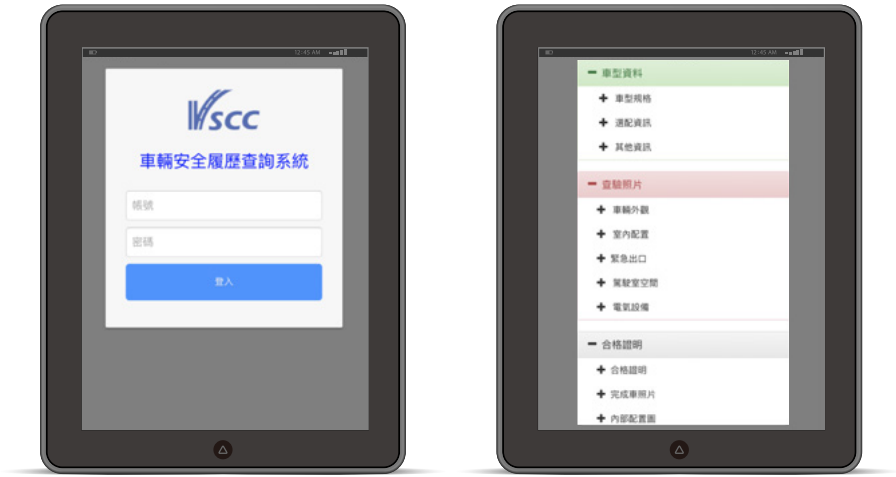 12:45 AM
VSCC
車輛安全履歷查詢系統
帳號
密碼
登入
12:45 AM
車型資料
車型規格
選配資訊
其他資訊
查驗照片
車輛外觀
室內配置
緊急出口
駕駛室空間
電氣設備
合格證明
合格證明
完成車照片
內部配置圖